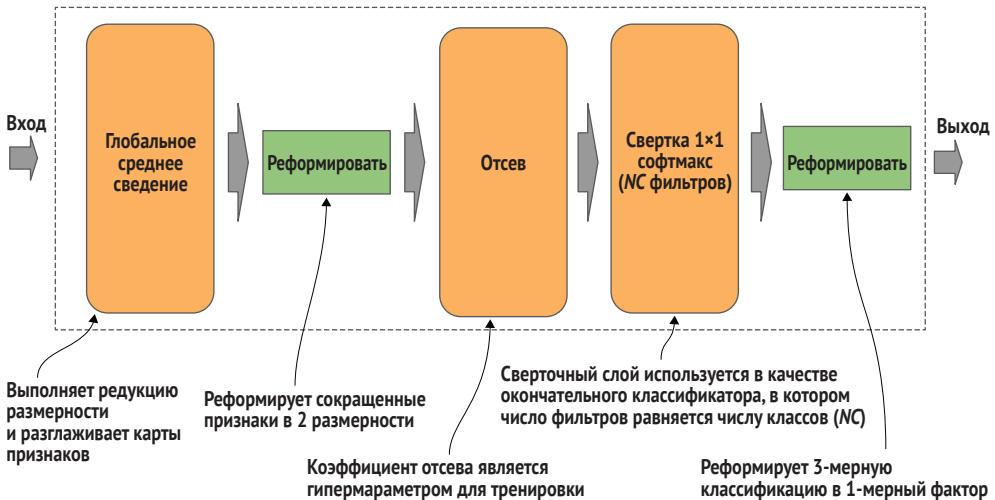 Вход
Глобальное
среднее
сведение
Реформировать
Отсев
Свертка 1×1
софтмакс
(NC фильтров)
Реформировать
Выход
Выполняет редукцию
размерности
и разглаживает карты
признаков
Реформирует сокращенные
признаки в 2 размерности
Коэффициент отсева является
гипермараметром для тренировки
Сверточный слой используется в качестве
окончательного классификатора, в котором
число фильтров равняется числу классов (NC)
Реформирует 3-мерную
классификацию в 1-мерный фактор